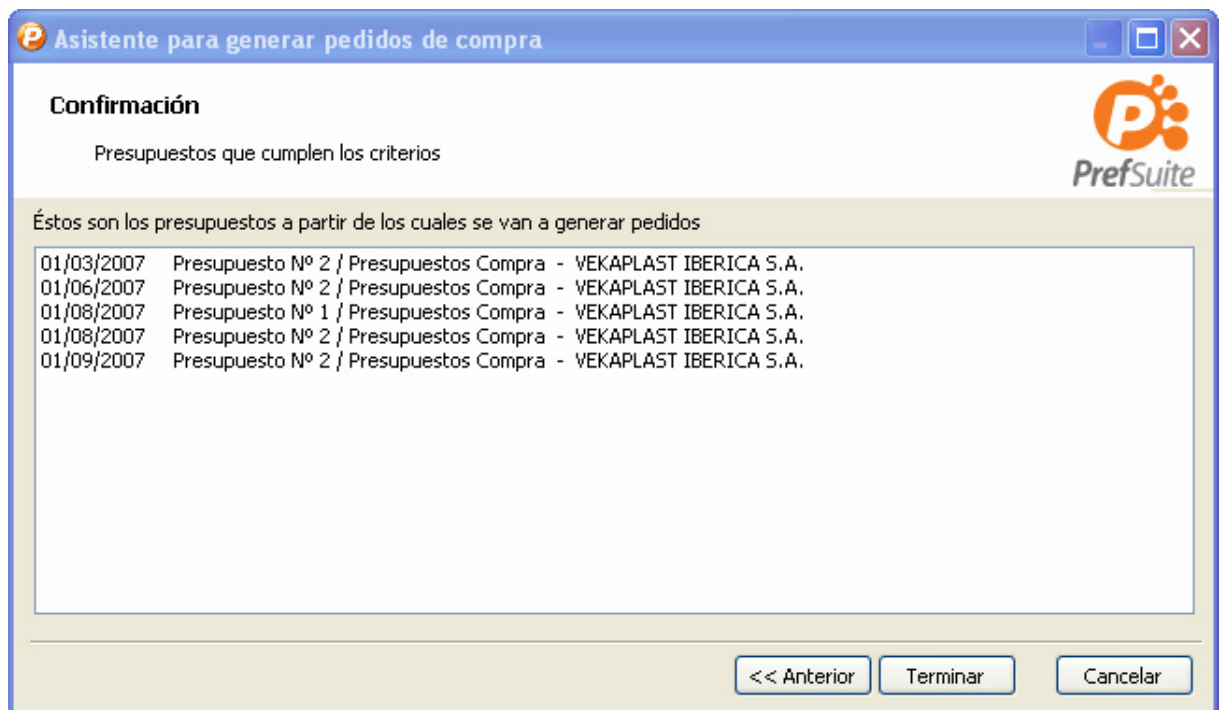 Asistente para generar pedidos de compra
Confirmación
Presupuestos que cumplen los criterios
PrefSuite
Éstos son los presupuestos a partir de los cuales se van a generar pedidos
01/03/2007 Presupuesto Nº 2 / Presupuestos Compra - VEKAPLAST IBERICA S.A.
01/06/2007 Presupuesto Nº 2 / Presupuestos Compra - VEKAPLAST IBERICA S.A.
01/08/2007 Presupuesto Nº 1 / Presupuestos Compra - VEKAPLAST IBERICA S.A.
01/08/2007 Presupuesto Nº 2 / Presupuestos Compra - VEKAPLAST IBERICA S.A.
01/09/2007 Presupuesto Nº 2 / Presupuestos Compra - VEKAPLAST IBERICA S.A.
<< Anterior Terminar Cancelar